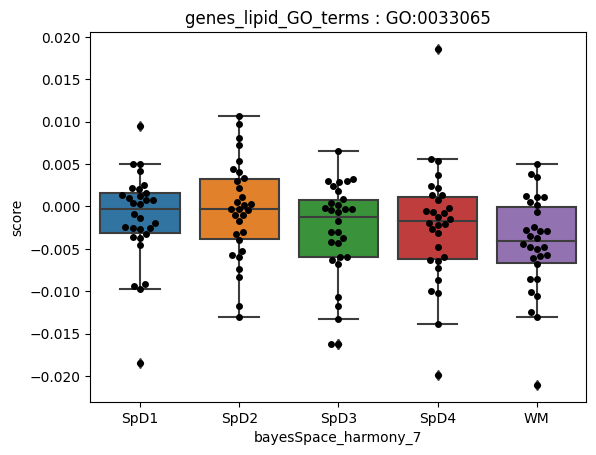 genes_lipid_GO_terms : GO:0033065
0.020
0.015
0.010
0.005
0.000
−0.005
−0.010
−0.015
−0.020
score
SpD1 SpD2 SpD3 SpD4 WM
bayesSpace_harmony_7